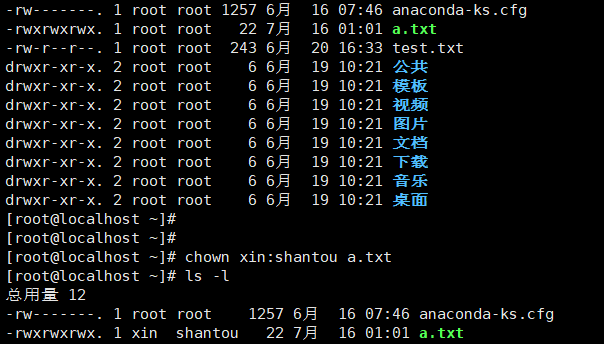 -rw-------. 1 root root 1257 6月  16 07:46 anaconda-ks.cfg
-rwxrwxrwx. 1 root root   22 7月  16 01:01 a.txt
-rw-r--r--. 1 root root  243 6月  20 16:33 test.txt
drwxr-xr-x. 2 root root    6 6月  19 10:21 公共
drwxr-xr-x. 2 root root    6 6月  19 10:21 模板
drwxr-xr-x. 2 root root    6 6月  19 10:21 视频
drwxr-xr-x. 2 root root    6 6月  19 10:21 图片
drwxr-xr-x. 2 root root    6 6月  19 10:21 文档
drwxr-xr-x. 2 root root    6 6月  19 10:21 下载
drwxr-xr-x. 2 root root    6 6月  19 10:21 音乐
drwxr-xr-x. 2 root root    6 6月  19 10:21 桌面
[root@localhost ~]#
[root@localhost ~]#
[root@localhost ~]# chown xin:shantou a.txt
[root@localhost ~]# ls -l
总用量 12
-rw-------. 1 root root    1257 6月  16 07:46 anaconda-ks.cfg
-rwxrwxrwx. 1 xin  shantou   22 7月  16 01:01 a.txt